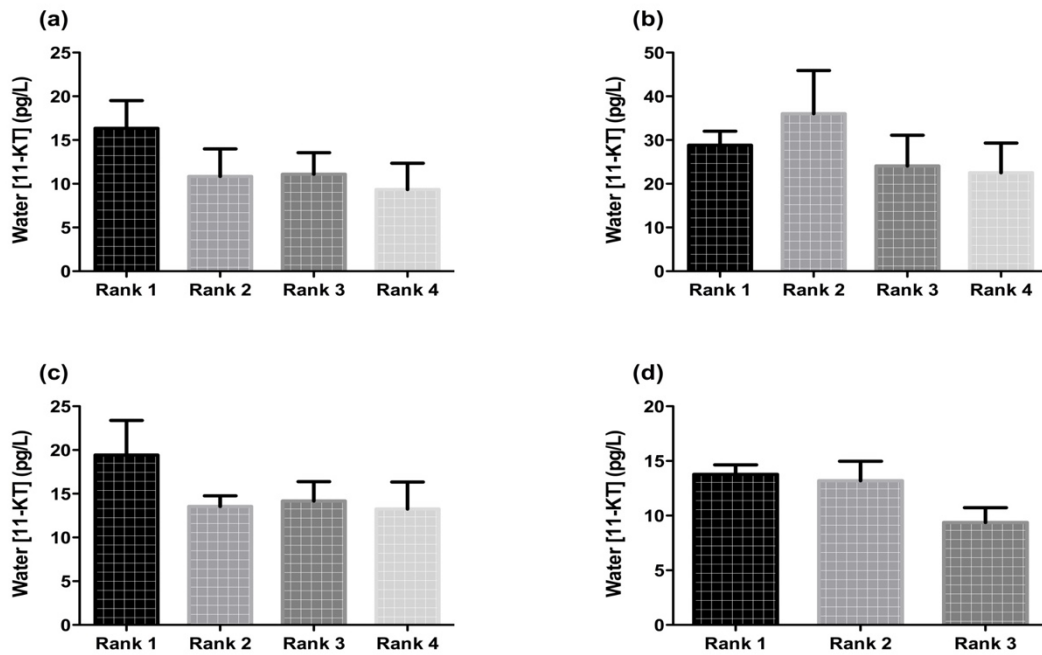 (a)
Water [11-KT] (pg/L)
25
20
15
10
5
0
Rank 1 Rank 2 Rank 3 Rank 4
(b)
Water [11-KT] (pg/L)
50
40
30
20
10
0
Rank 1 Rank 2 Rank 3 Rank 4
(c)
Water [11-KT] (pg/L)
25
20
15
10
5
0
Rank 1 Rank 2 Rank 3 Rank 4
(d)
Water [11-KT] (pg/L)
20
15
10
5
0
Rank 1 Rank 2 Rank 3